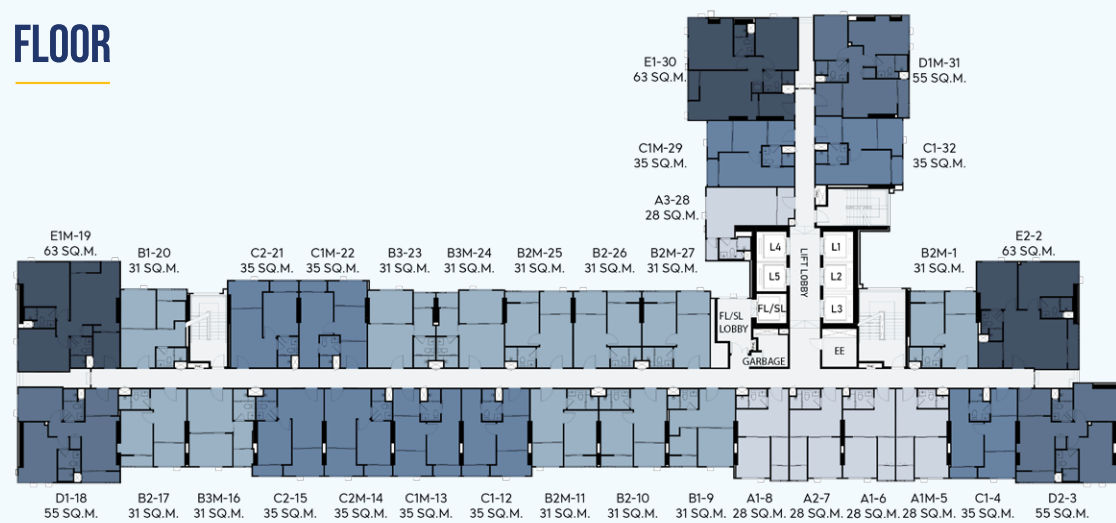 FLOOR
E1-30
63 SQ.M.
D1M-31
55 SQ.M.
C1M-29
35 SQ.M.
C1-32
35 SQ.M.
A3-28
28 SQ.M.
E1M-19
63 SQ.M.
B1-20
31 SQ.M.
C2-21
35 SQ.M.
C1M-22
35 SQ.M.
B3-23
31 SQ.M.
B3M-24
31 SQ.M.
B2M-25
31 SQ.M.
B2-26
31 SQ.M.
B2M-27
31 SQ.M.
L4
L5
FL/SL
LIFT LOBBY
L1
L2
L3
B2M-1
31 SQ.M.
E2-2
63 SQ.M.
FL/SL
LOBBY
GARBAGE
EE
D1-18
55 SQ.M.
B2-17
31 SQ.M.
B3M-16
31 SQ.M.
C2-15
35 SQ.M.
C2M-14
35 SQ.M.
C1M-13
35 SQ.M.
C1-12
35 SQ.M.
B2M-11
31 SQ.M.
B2-10
31 SQ.M.
B1-9
31 SQ.M.
A1-8
28 SQ.M.
A2-7
28 SQ.M.
A1-6
28 SQ.M.
A1M-5
28 SQ.M.
C1-4
35 SQ.M.
D2-3
55 SQ.M.